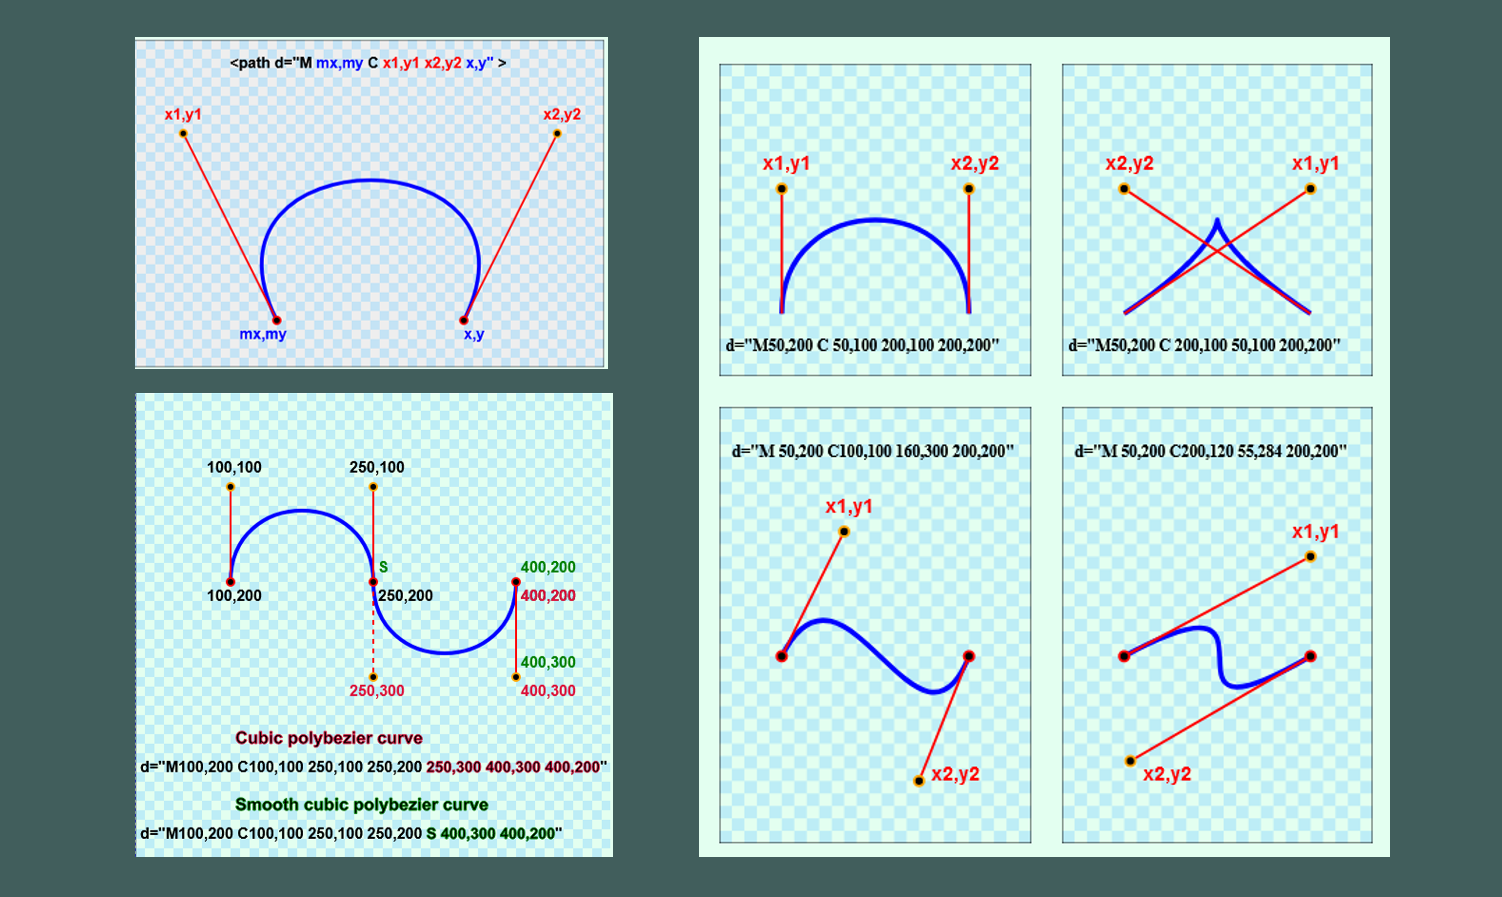 <path d="M mx,my C x1,y1 x2,y2 x,y" >
x1,y1
x2,y2
mx,my
x,y
100,100
250,100
S
400,200
100,200
250,200
400,200
400,300
250,300
400,300
Cubic polybezier curve
d="M100,200 C100,100 250,100 250,200 250,300 400,300 400,200"
Smooth cubic polybezier curve
d="M100,200 C100,100 250,100 250,200 S 400,300 400,200"
x1,y1
x2,y2
d="M50,200 C 50,100 200,100 200,200"
x2,y2
x1,y1
d="M50,200 C 200,100 50,100 200,200"
d="M 50,200 C100,100 160,300 200,200"
x1,y1
x2,y2
d="M 50,200 C200,120 55,284 200,200"
x1,y1
x2,y2